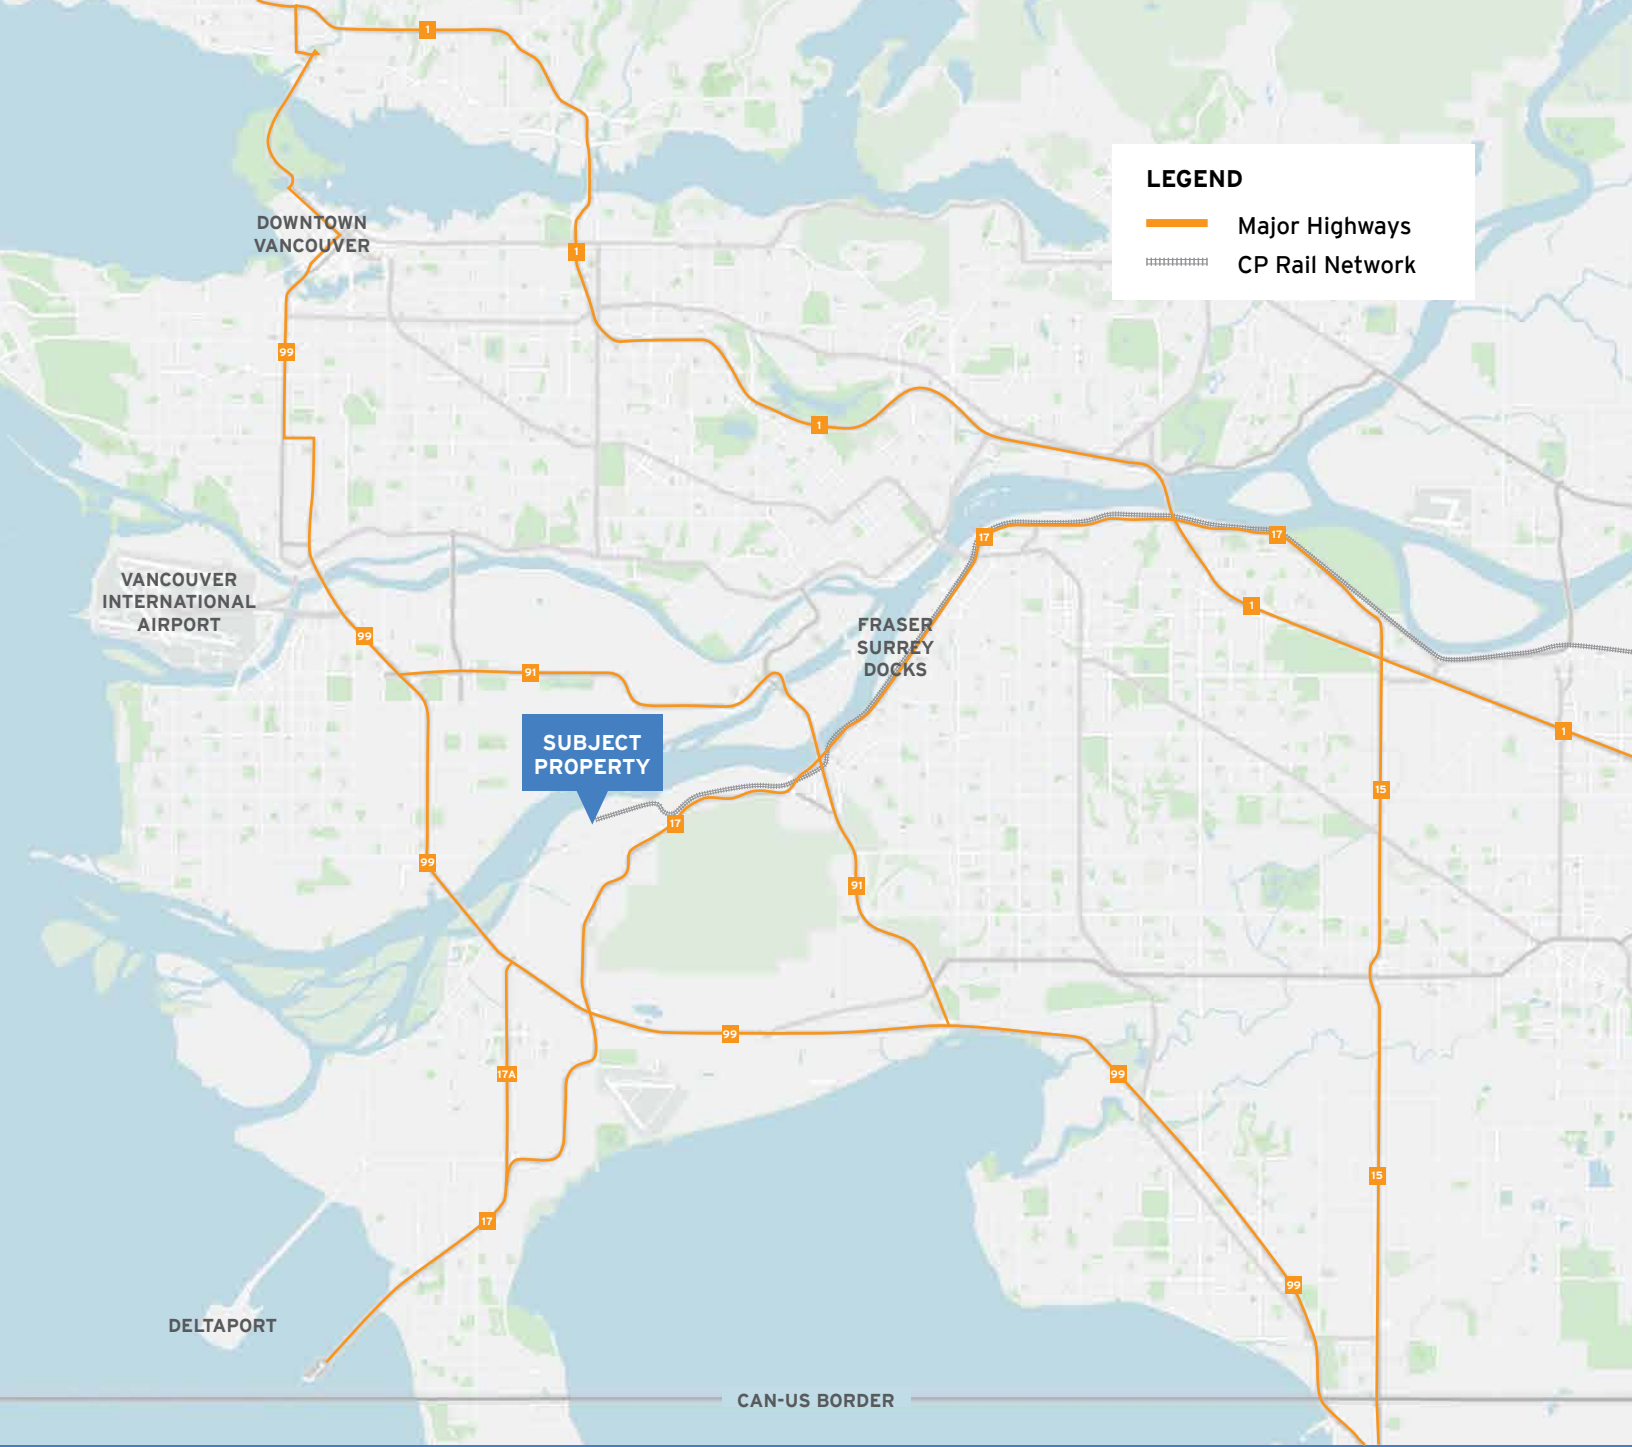 1
LEGEND
Major Highways
CP Rail Network
DOWNTOWN
VANCOUVER
1
99
1
17
17
VANCOUVER
INTERNATIONAL
AIRPORT
1
FRASER
SURREY
DOCKS
99
91
1
SUBJECT
PROPERTY
15
17
99
91
99
17A
99
15
17
99
DELTAPORT
CAN-US BORDER